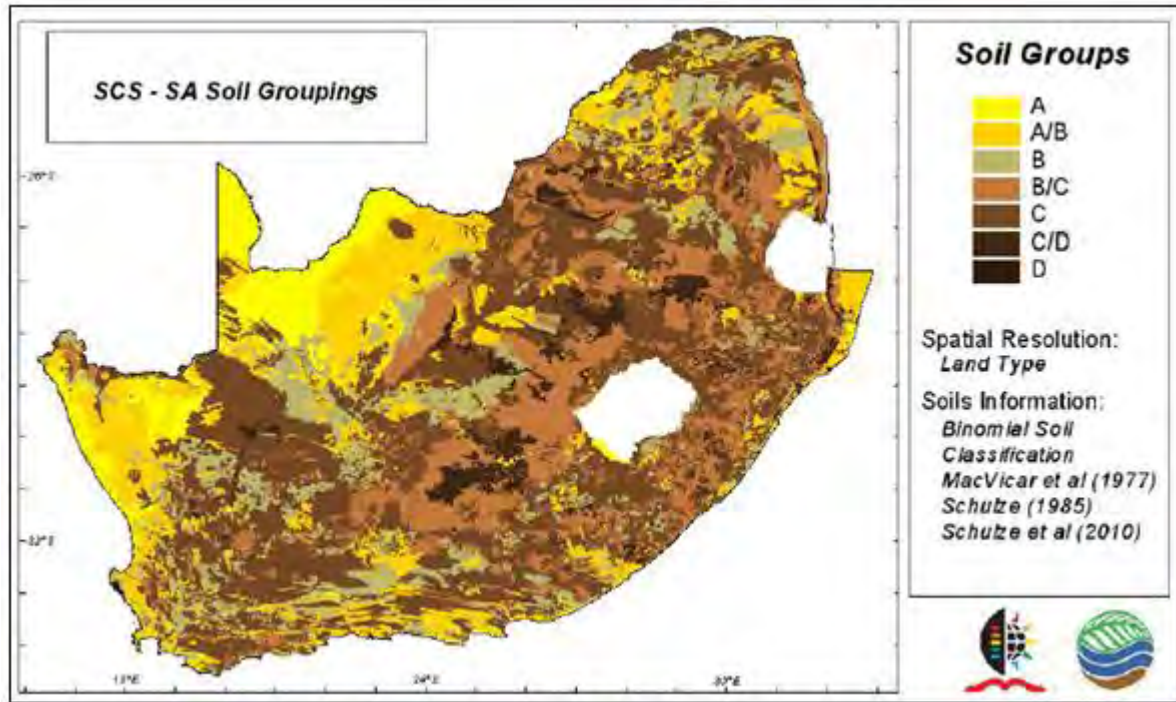 SCS - SA Soil Groupings
Soil Groups
A
A/B
B
B/C
C
C/D
D
Spatial Resolution:
Land Type
Soils Information:
Binomial Soil
Classification
MacVicar et al (1977)
Schulze (1985)
Schulze et al (2010)
24°E